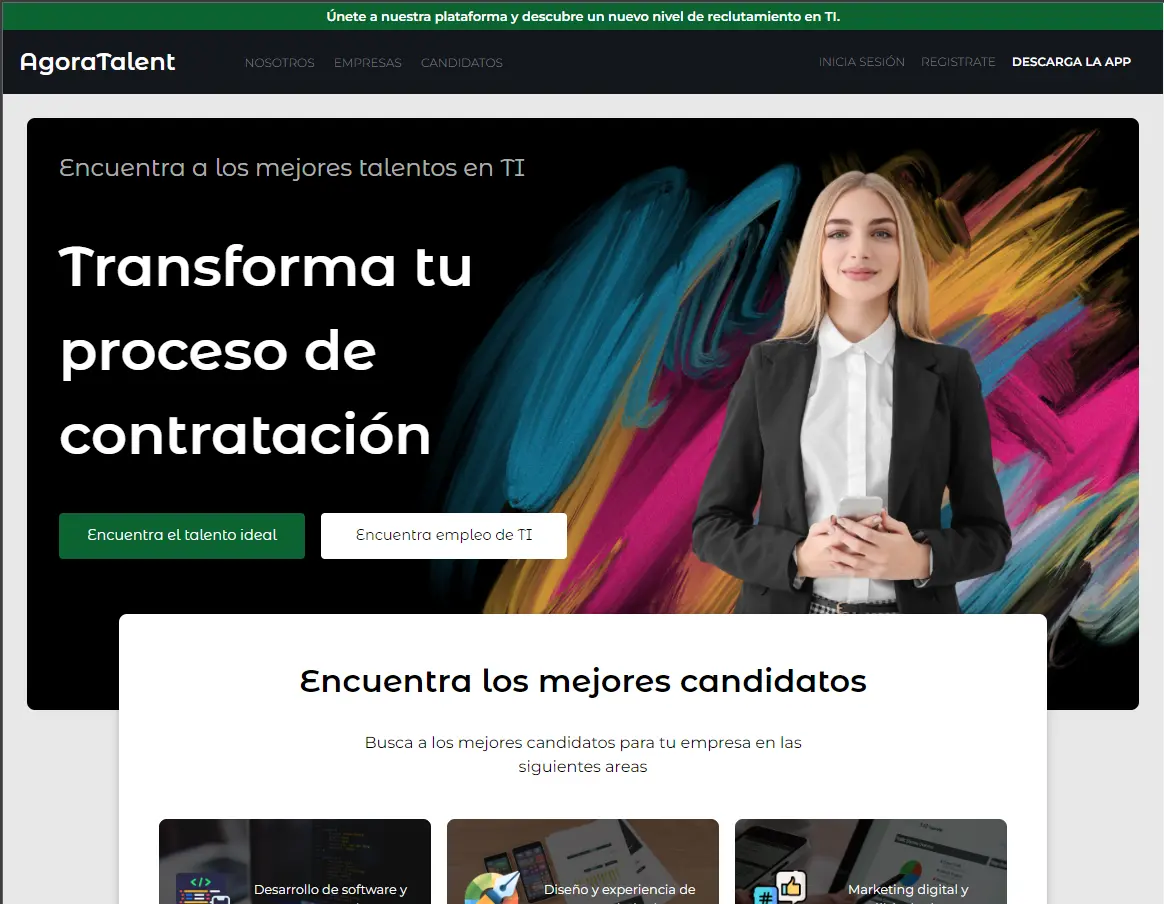 Únete a nuestra plataforma y descubre un nuevo nivel de reclutamiento en TI.
AgoraTalent
NOSOTROS EMPRESAS CANDIDATOS
INICIA SESIÓN REGISTRATE DESCARGA LA APP
Encuentra a los mejores talentos en TI
Transforma tu
proceso de
contratación
Encuentra el talento ideal
Encuentra empleo de TI
Encuentra los mejores candidatos
Busca a los mejores candidatos para tu empresa en las
siguientes areas
Desarrollo de software y
Diseño y experiencia de
Marketing digital y